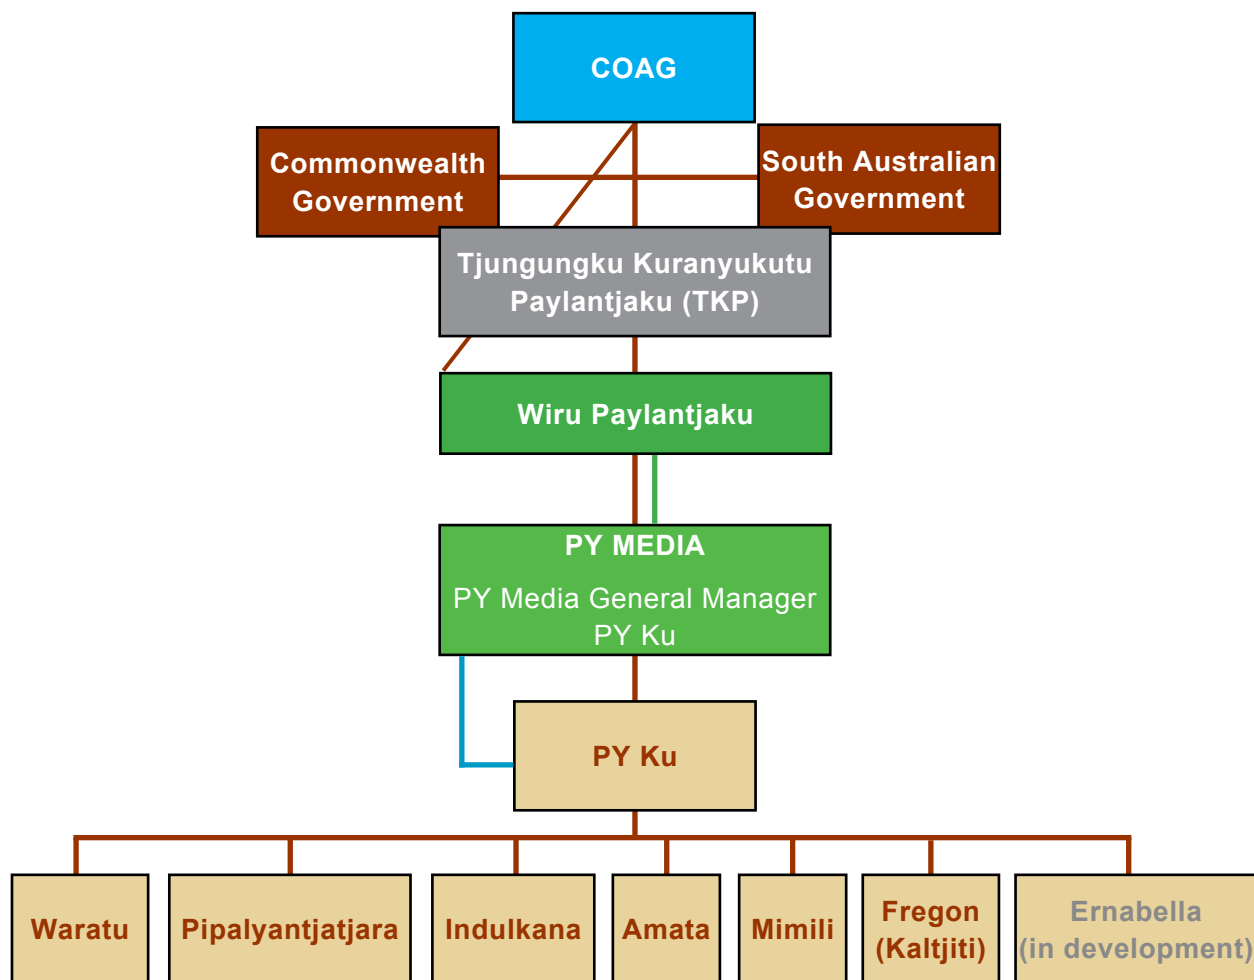 COAG
Commonwealth
Government
South Australian
Government
Tjungungku Kuranyukutu
Paylantjaku (TKP)
Wiru Paylantjaku
PY MEDIA
PY Media General Manager
PY Ku
PY Ku
Waratu
Pipalyantjatjara
Indulkana
Amata
Mimili
Fregon
(Kaltjiti)
Ernabella
(in development)